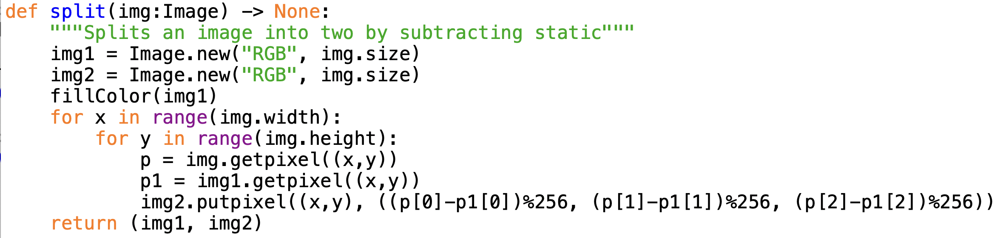 def split(img:Image) -> None:
    """Splits an image into two by subtracting static"""
    img1 = Image.new("RGB", img.size)
    img2 = Image.new("RGB", img.size)
    fillColor(img1)
    for x in range(img.width):
        for y in range(img.height):
            p = img.getpixel((x,y))
            p1 = img1.getpixel((x,y))
            img2.putpixel((x,y), ((p[0]-p1[0])%256, (p[1]-p1[1])%256, (p[2]-p1[2])%256))
    return (img1, img2)